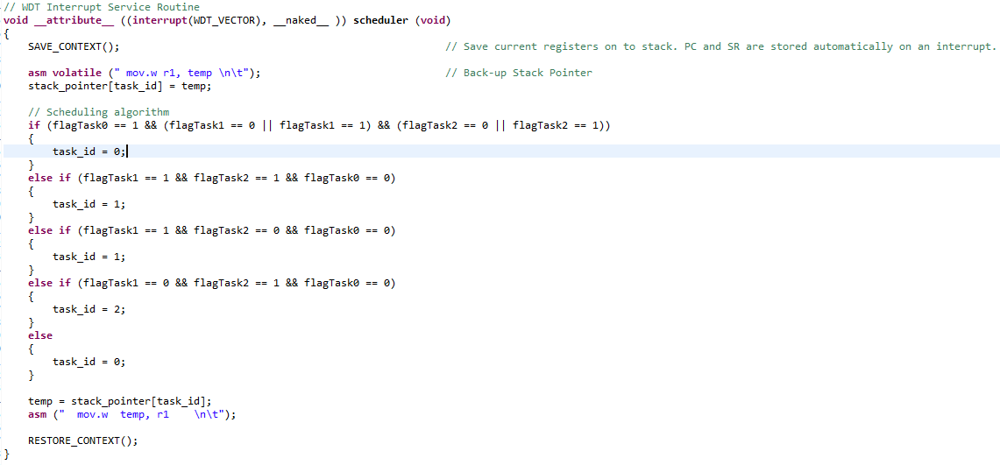 // WDT Interrupt Service Routine
void __attribute__ ((interrupt(WDT_VECTOR), __naked__ )) scheduler (void)
{
    SAVE_CONTEXT();                                                     // Save current registers on to stack. PC and SR are stored automatically on an interrupt.
    asm volatile (" mov.w r1, temp \n\t");                              // Back-up Stack Pointer
    stack_pointer[task_id] = temp;
    // Scheduling algorithm
    if (flagTask0 == 1 && (flagTask1 == 0 || flagTask1 == 1) && (flagTask2 == 0 || flagTask2 == 1))
    {
        task_id = 0;
    }
    else if (flagTask1 == 1 && flagTask2 == 1 && flagTask0 == 0)
    {
        task_id = 1;
    }
    else if (flagTask1 == 1 && flagTask2 == 0 && flagTask0 == 0)
    {
        task_id = 1;
    }
    else if (flagTask1 == 0 && flagTask2 == 1 && flagTask0 == 0)
    {
        task_id = 2;
    }
    else
    {
        task_id = 0;
    }
    temp = stack_pointer[task_id];
    asm ("  mov.w  temp, r1    \n\t");
    RESTORE_CONTEXT();
}